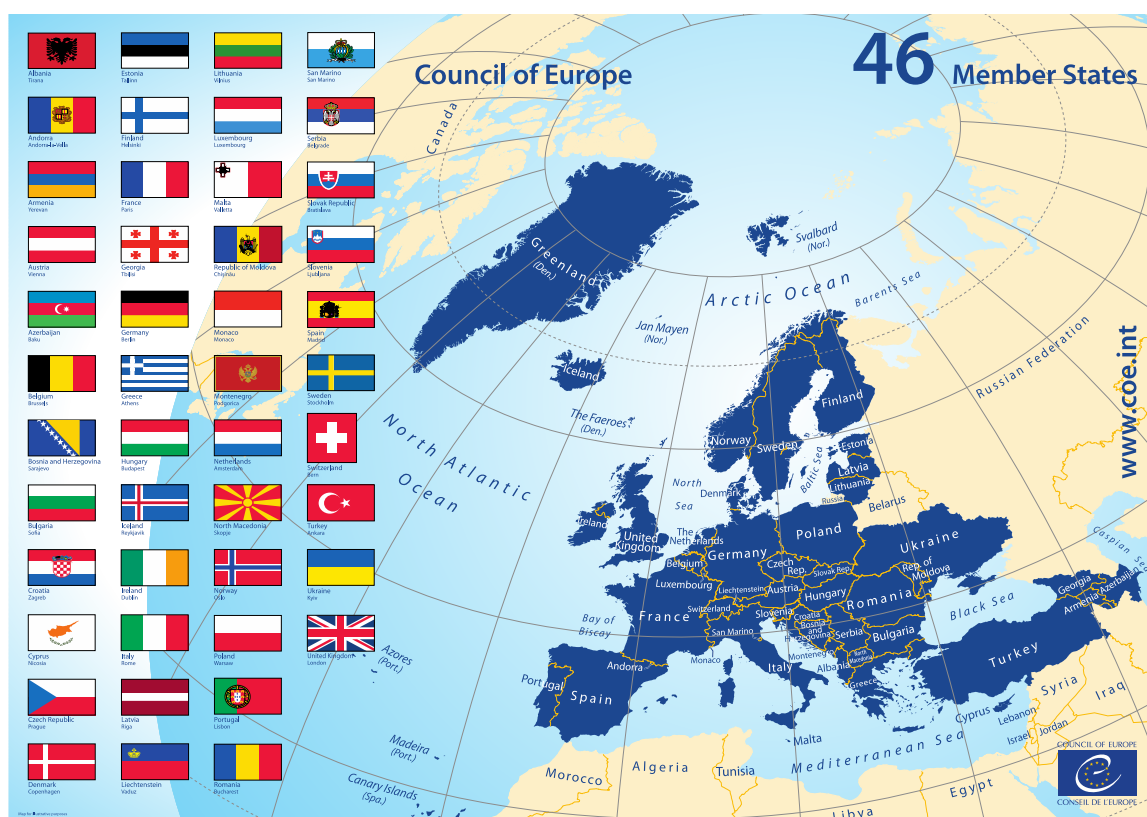 Council of Europe
46 Member States
Albania
Tirana
Andorra
Andorra-la-Vella
Armenia
Yerevan
Austria
Vienna
Azerbaijan
Baku
Belgium
Brussels
Bosnia and Herzegovina
Sarajevo
Bulgaria
Sofia
Croatia
Zagreb
Cyprus
Nicosia
Czech Republic
Prague
Denmark
Copenhagen
Estonia
Tallinn
Finland
Helsinki
France
Paris
Georgia
Tbilisi
Germany
Berlin
Greece
Athens
Hungary
Budapest
Iceland
Reykjavik
Ireland
Dublin
Italy
Rome
Latvia
Riga
Liechtenstein
Vaduz
Lithuania
Vilnius
Luxembourg
Luxembourg
Malta
Valletta
Republic of Moldova
Chișinău
Monaco
Monaco
Montenegro
Podgorica
Netherlands
Amsterdam
North Macedonia
Skopje
Norway
Oslo
Poland
Warsaw
Portugal
Lisbon
Romania
Bucharest
San Marino
San Marino
Serbia
Belgrade
Slovak Republic
Bratislava
Slovenia
Ljubljana
Spain
Madrid
Sweden
Stockholm
Switzerland
Bern
Turkey
Ankara
Ukraine
Kyiv
United Kingdom
London
Canada
Greenland
(Den.)
Svalbard
(Nor.)
Arctic Ocean
Barents Sea
Jan Mayen
(Nor.)
Russian Federation
www.coe.int
Iceland
The Faeroes
(Den.)
North Atlantic
Ocean
Finland
Norway
Sweden
Baltic Sea
Estonia
Latvia
Lithuania
Russia
Belarus
North
Sea
Denmark
Ireland
United
Kingdom
The
Netherlands
Belgium
Germany
Poland
Ukraine
Luxembourg
Czech
Rep.
Slovak Rep.
Rep. of
Moldova
Liechtenstein
Austria
Hungary
Romania
France
Switzerland
Slovenia
Croatia
Bosnia
and
Herzegovina
Serbia
Bulgaria
Black Sea
Caspian Sea
Georgia
Armenia
Azerbaijan
Bay of
Biscay
San Marino
Monaco
Italy
Montenegro
Albania
North
Macedonia
Greece
Turkey
Andorra
Portugal
Spain
Azores
(Port.)
Madeira
(Port.)
Canary Islands
(Spa.)
Malta
Mediterranean Sea
Cyprus
Lebanon
Syria
Iraq
Israel
Jordan
Morocco
Algeria
Tunisia
Libya
Egypt
COUNCIL OF EUROPE
CONSEIL DE L'EUROPE